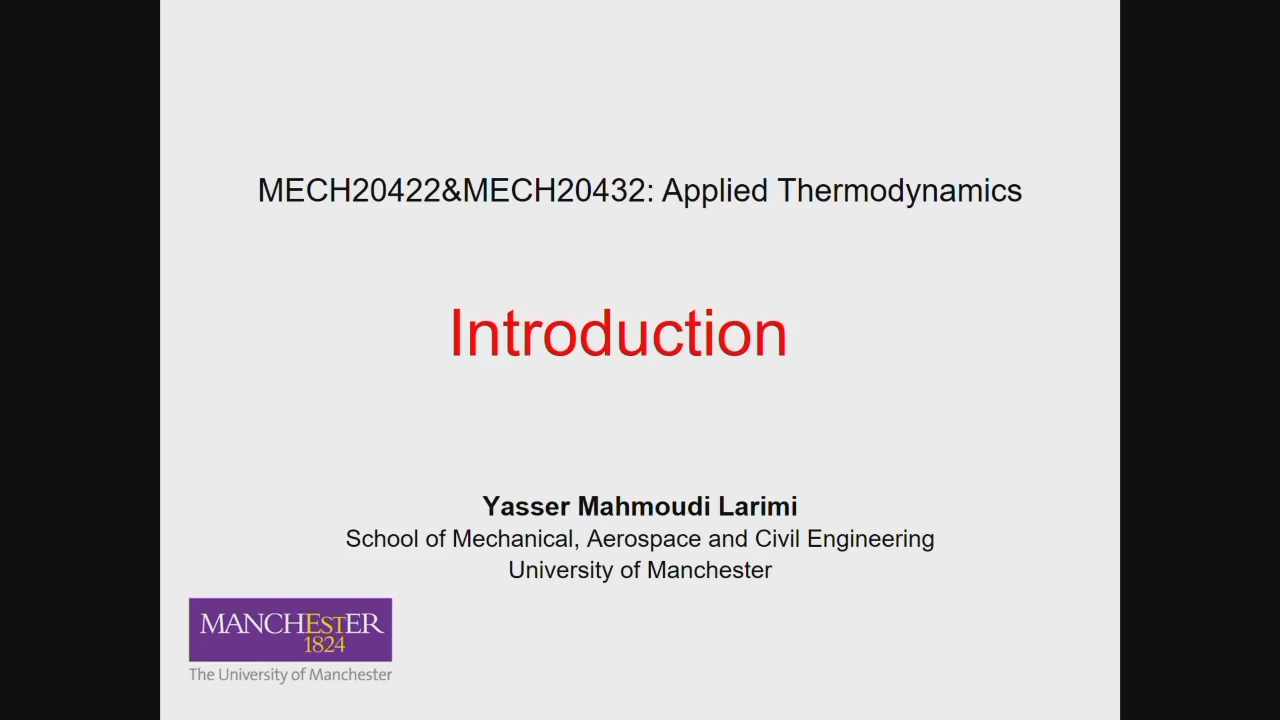 MECH20422&MECH20432: Applied Thermodynamics
Introduction
Yasser Mahmoudi Larimi
School of Mechanical, Aerospace and Civil Engineering
University of Manchester
MANCHEStER
1824
The University of Manchester